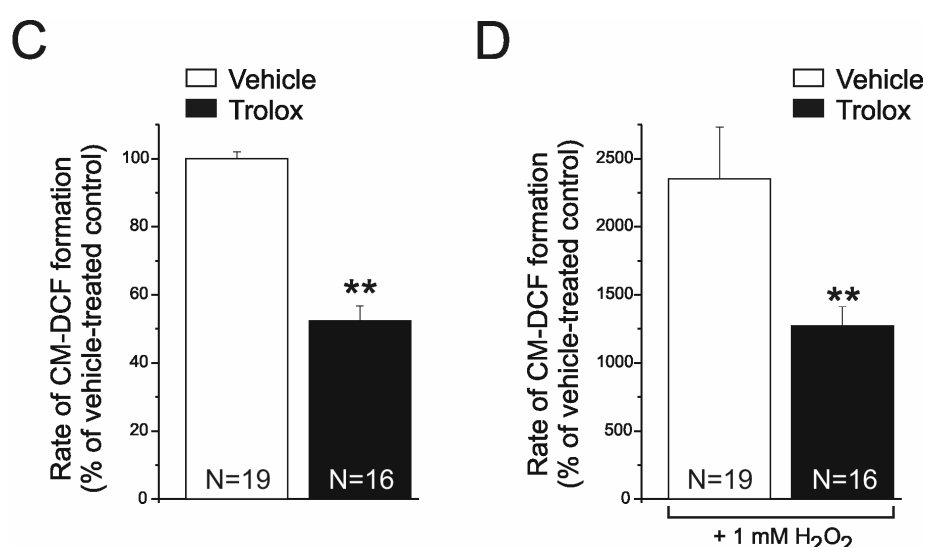 C
Vehicle
Trolox
Rate of CM-DCF formation
(% of vehicle-treated control)
100
80
60
40
20
0
**
N=19
N=16
D
Vehicle
Trolox
Rate of CM-DCF formation
(% of vehicle-treated control)
2500
2000
1500
1000
500
0
**
N=19
N=16
+ 1 mM H₂O₂